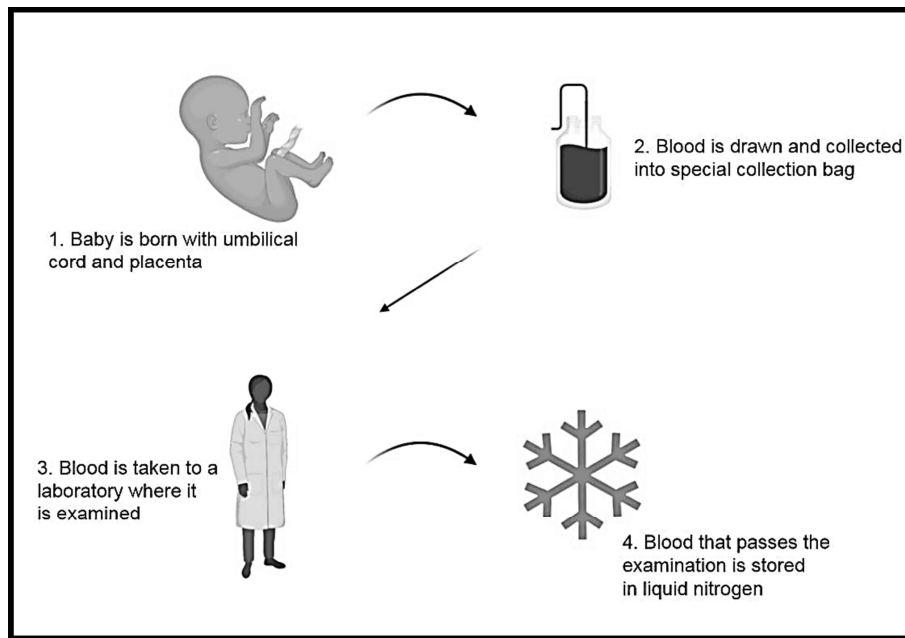 1. Baby is born with umbilical
cord and placenta
2. Blood is drawn and collected
into special collection bag
3. Blood is taken to a
laboratory where it
is examined
4. Blood that passes the
examination is stored
in liquid nitrogen